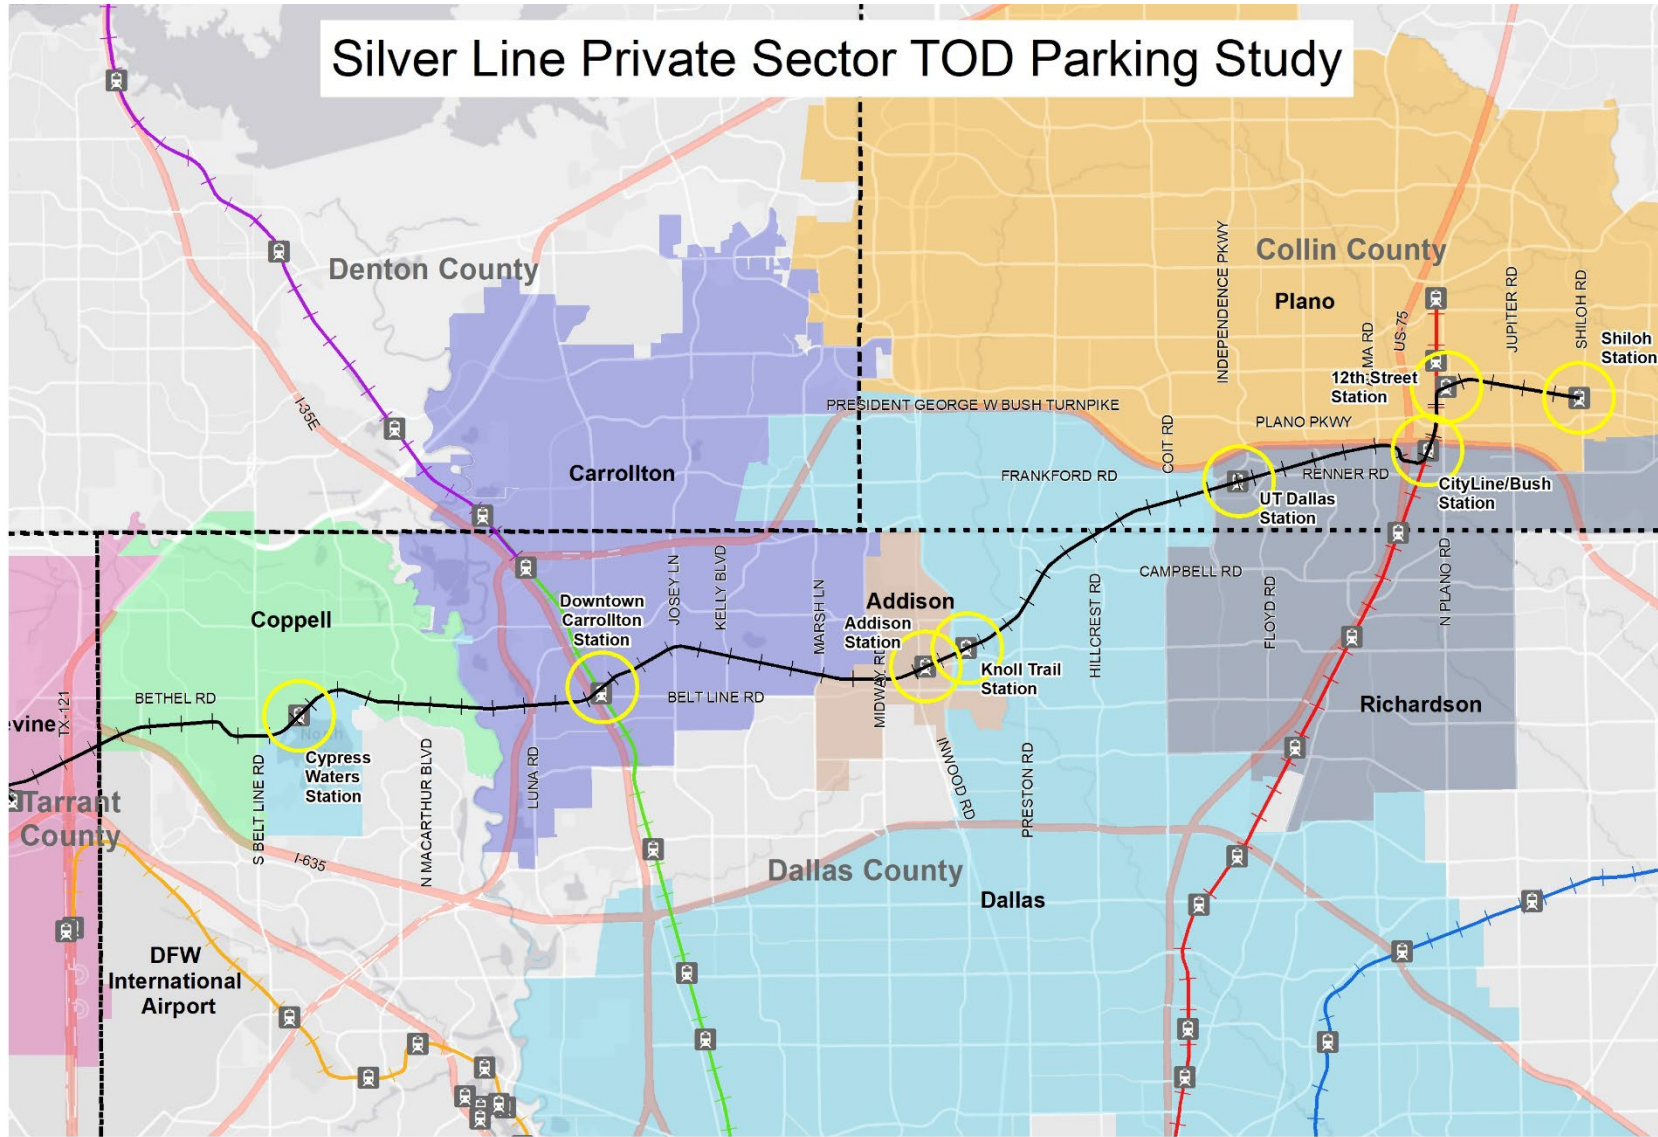 Silver Line Private Sector TOD Parking Study
Denton County
Collin County
Plano
INDEPENDENCE PKWY
US-75
JUPITER RD
SHILOH RD
Shiloh
Station
12th Street
Station
I-35E
PRESIDENT GEORGE W BUSH TURNPIKE
PLANO PKWY
COIT RD
Carrollton
FRANKFORD RD
RENNER RD
UT Dallas
Station
CityLine/Bush
Station
JOSEY LN
KELLY BLVD
MARSH LN
Addison
Addison
Station
CAMPBELL RD
HILLCREST RD
FLOYD RD
N PLANO RD
Coppell
Downtown
Carrollton
Station
Knoll Trail
Station
MIDWAY RD
BETHEL RD
BELT LINE RD
Richardson
TX-121
evine
North
Cypress
Waters
Station
S BELT LINE RD
N MACARTHUR BLVD
LUNA RD
INWOOD RD
PRESTON RD
Tarrant
County
I-635
Dallas County
Dallas
DFW
International
Airport